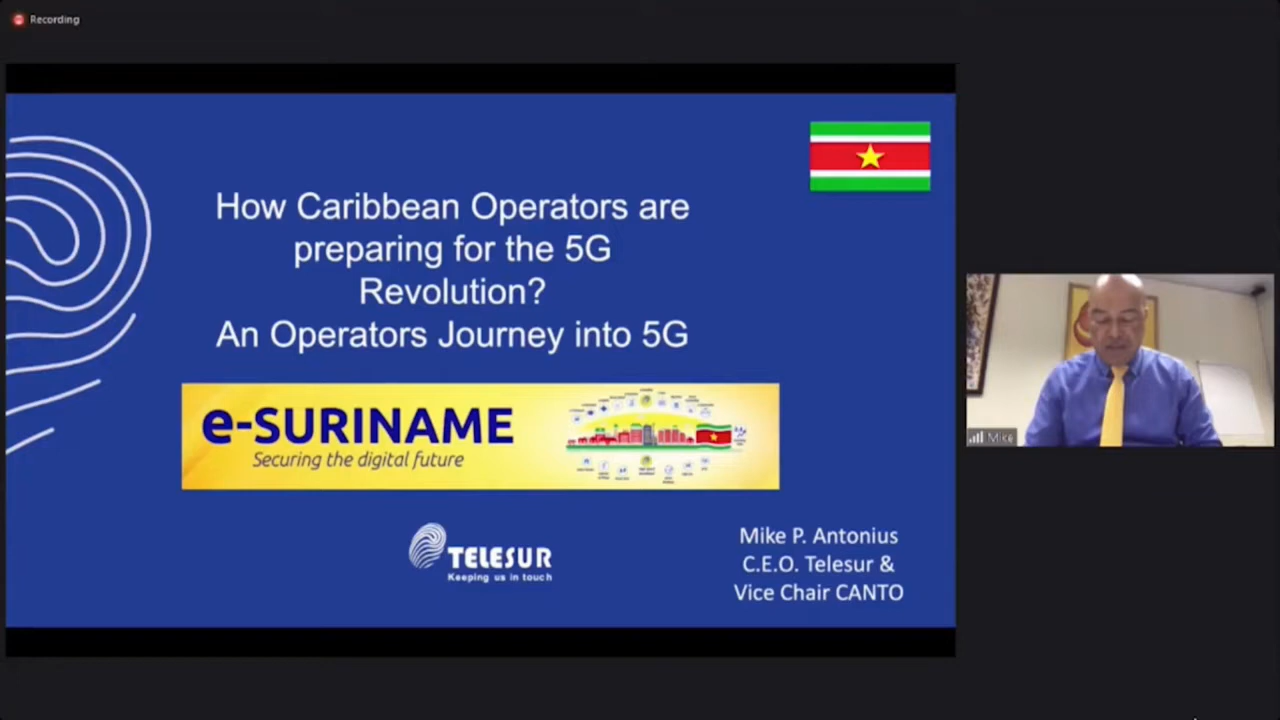 Recording
How Caribbean Operators are
preparing for the 5G
Revolution?
An Operators Journey into 5G
e-SURINAME
Securing the digital future
TELESUR
Keeping us in touch
Mike P. Antonius
C.E.O. Telesur &
Vice Chair CANTO
Mike